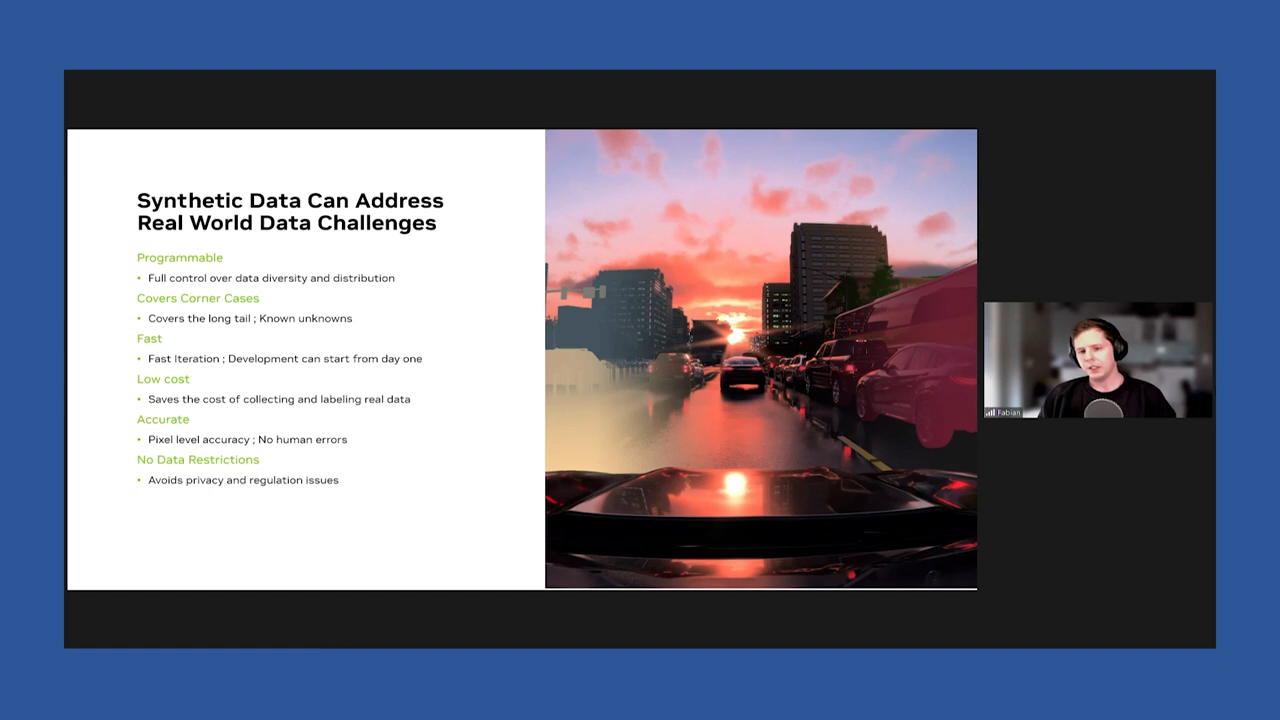 Synthetic Data Can Address
Real World Data Challenges
Programmable
• Full control over data diversity and distribution
Covers Corner Cases
• Covers the long tail ; Known unknowns
Fast
• Fast Iteration ; Development can start from day one
Low cost
• Saves the cost of collecting and labeling real data
Accurate
• Pixel level accuracy ; No human errors
No Data Restrictions
• Avoids privacy and regulation issues
Fabian